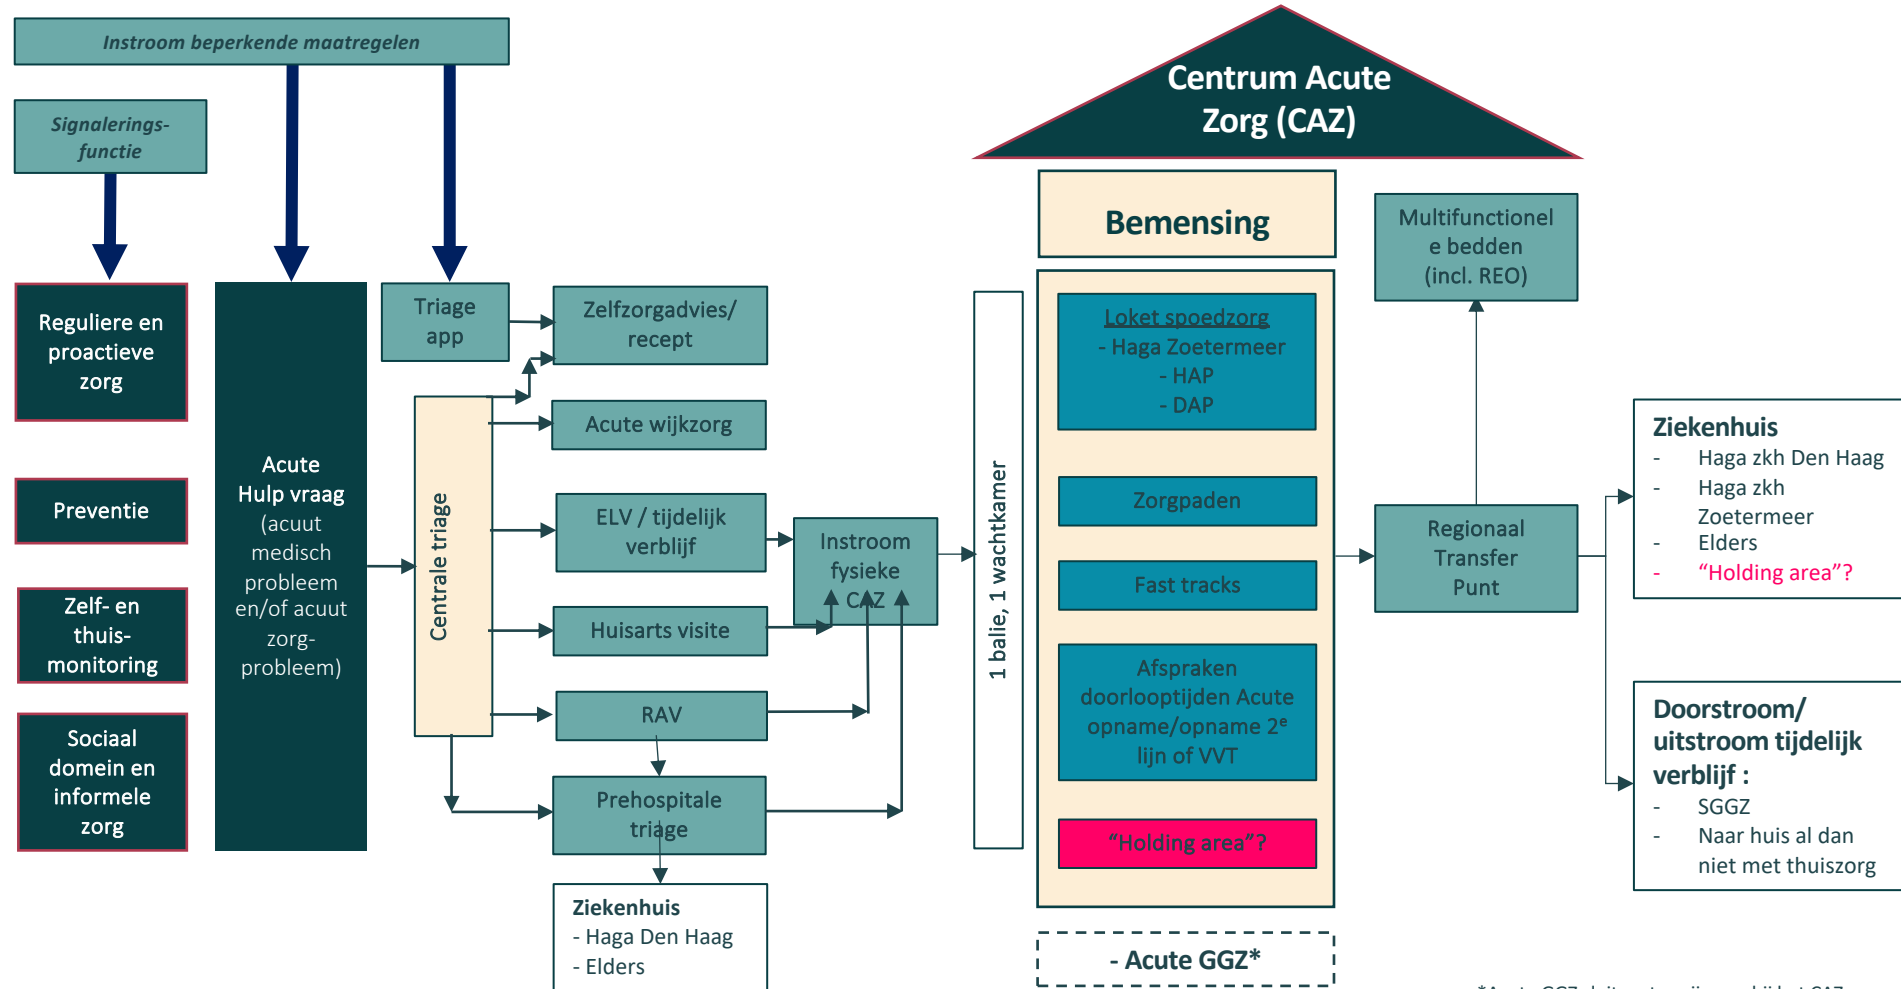 Instroom beperkende maatregelen
Signalerings-
functie
Reguliere en
proactieve
zorg
Preventie
Zelf- en
thuis-
monitoring
Sociaal
domein en
informele
zorg
Acute
Hulp vraag
(acuut
medisch
probleem
en/of acuut
zorg-
probleem)
Triage
app
Centrale triage
Zelfzorgadvies/
recept
Acute wijkzorg
ELV / tijdelijk
verblijf
Huisarts visite
RAV
Prehospitale
triage
Ziekenhuis
- Haga Den Haag
- Elders
Instroom
fysieke
CAZ
1 balie, 1 wachtkamer
Centrum Acute
Zorg (CAZ)
Bemensing
Loket spoedzorg
- Haga Zoetermeer
- HAP
- DAP
Zorgpaden
Fast tracks
Afspraken
doorlooptijden Acute
opname/opname 2e
lijn of VVT
“Holding area”?
- Acute GGZ*
Multifunctionel
e bedden
(incl. REO)
Regionaal
Transfer
Punt
Ziekenhuis
- Haga zkh Den Haag
- Haga zkh
Zoetermeer
- Elders
- “Holding area”?
Doorstroom/
uitstroom tijdelijk
verblijf :
- SGGZ
- Naar huis al dan
niet met thuiszorg